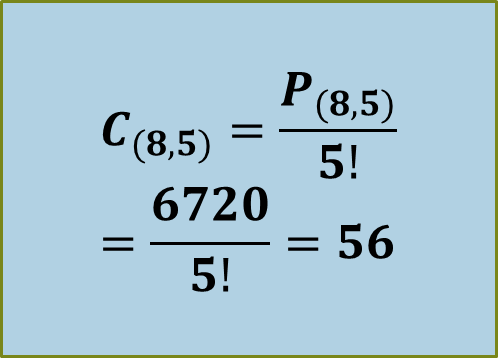 C(8,5) = P(8,5) / 5!
= 6720 / 5! = 56